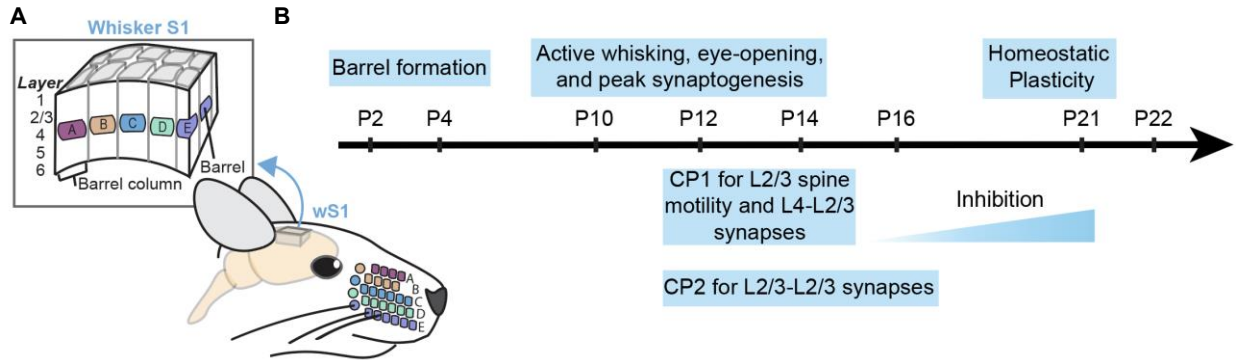 A
Whisker S1
Layer
1
2/3
4
5
6
A B C D E
Barrel
Barrel column
wS1
A
B
C
D
E
B
Barrel formation
Active whisking, eye-opening,
and peak synaptogenesis
Homeostatic
Plasticity
P2 P4 P10 P12 P14 P16 P21 P22
CP1 for L2/3 spine
motility and L4-L2/3
synapses
Inhibition
CP2 for L2/3-L2/3 synapses